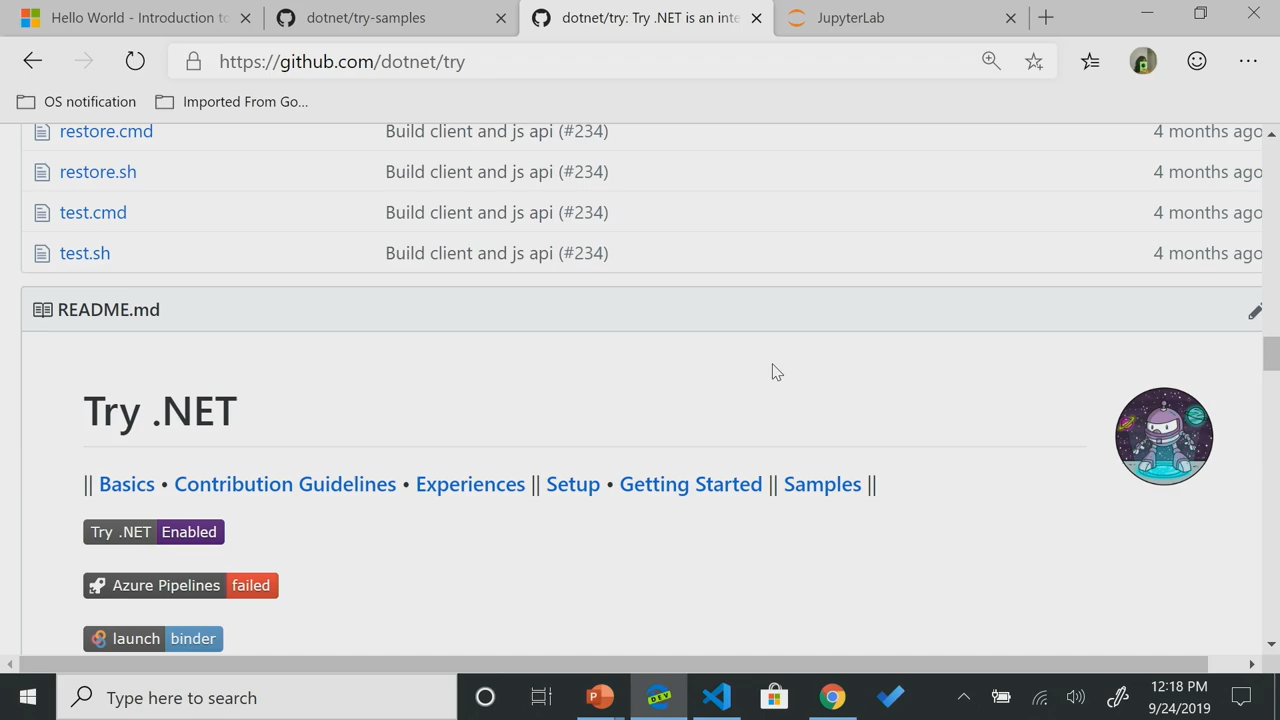 Hello World - Introduction to
dotnet/try-samples
dotnet/try: Try .NET is an inte
JupyterLab
https://github.com/dotnet/try
OS notification
Imported From Go...
restore.cmd Build client and js api (#234) 4 months ago
restore.sh Build client and js api (#234) 4 months ago
test.cmd Build client and js api (#234) 4 months ago
test.sh Build client and js api (#234) 4 months ago
README.md
Try .NET
|| Basics • Contribution Guidelines • Experiences || Setup • Getting Started || Samples ||
Try .NET Enabled
Azure Pipelines failed
launch binder
Type here to search
DEV
12:18 PM
9/24/2019